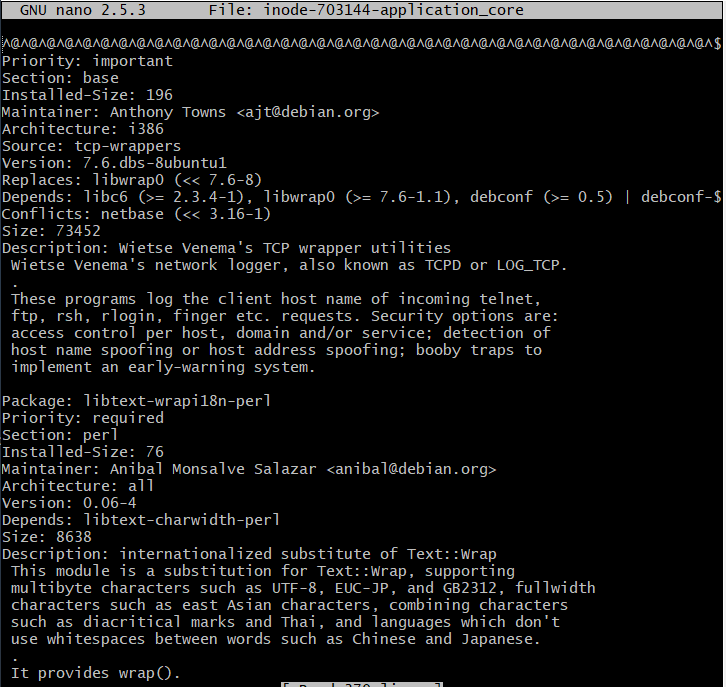 GNU nano 2.5.3 File: inode-703144-application_core
^@^@^@^@^@^@^@^@^@^@^@^@^@^@^@^@^@^@^@^@^@^@^@^@^@^@^@^@^@^@^@^@^@^@^@^@^@^@^@^$
Priority: important
Section: base
Installed-Size: 196
Maintainer: Anthony Towns <ajt@debian.org>
Architecture: i386
Source: tcp-wrappers
Version: 7.6.dbs-8ubuntu1
Replaces: libwrap0 (<< 7.6-8)
Depends: libc6 (>= 2.3.4-1), libwrap0 (>= 7.6-1.1), debconf (>= 0.5) | debconf-$
Conflicts: netbase (<< 3.16-1)
Size: 73452
Description: Wietse Venema's TCP wrapper utilities
 Wietse Venema's network logger, also known as TCPD or LOG_TCP.
 .
 These programs log the client host name of incoming telnet,
 ftp, rsh, rlogin, finger etc. requests. Security options are:
 access control per host, domain and/or service; detection of
 host name spoofing or host address spoofing; booby traps to
 implement an early-warning system.

Package: libtext-wrapi18n-perl
Priority: required
Section: perl
Installed-Size: 76
Maintainer: Anibal Monsalve Salazar <anibal@debian.org>
Architecture: all
Version: 0.06-4
Depends: libtext-charwidth-perl
Size: 8638
Description: internationalized substitute of Text::Wrap
 This module is a substitution for Text::Wrap, supporting
 multibyte characters such as UTF-8, EUC-JP, and GB2312, fullwidth
 characters such as east Asian characters, combining characters
 such as diacritical marks and Thai, and languages which don't
 use whitespaces between words such as Chinese and Japanese.
 .
 It provides wrap().